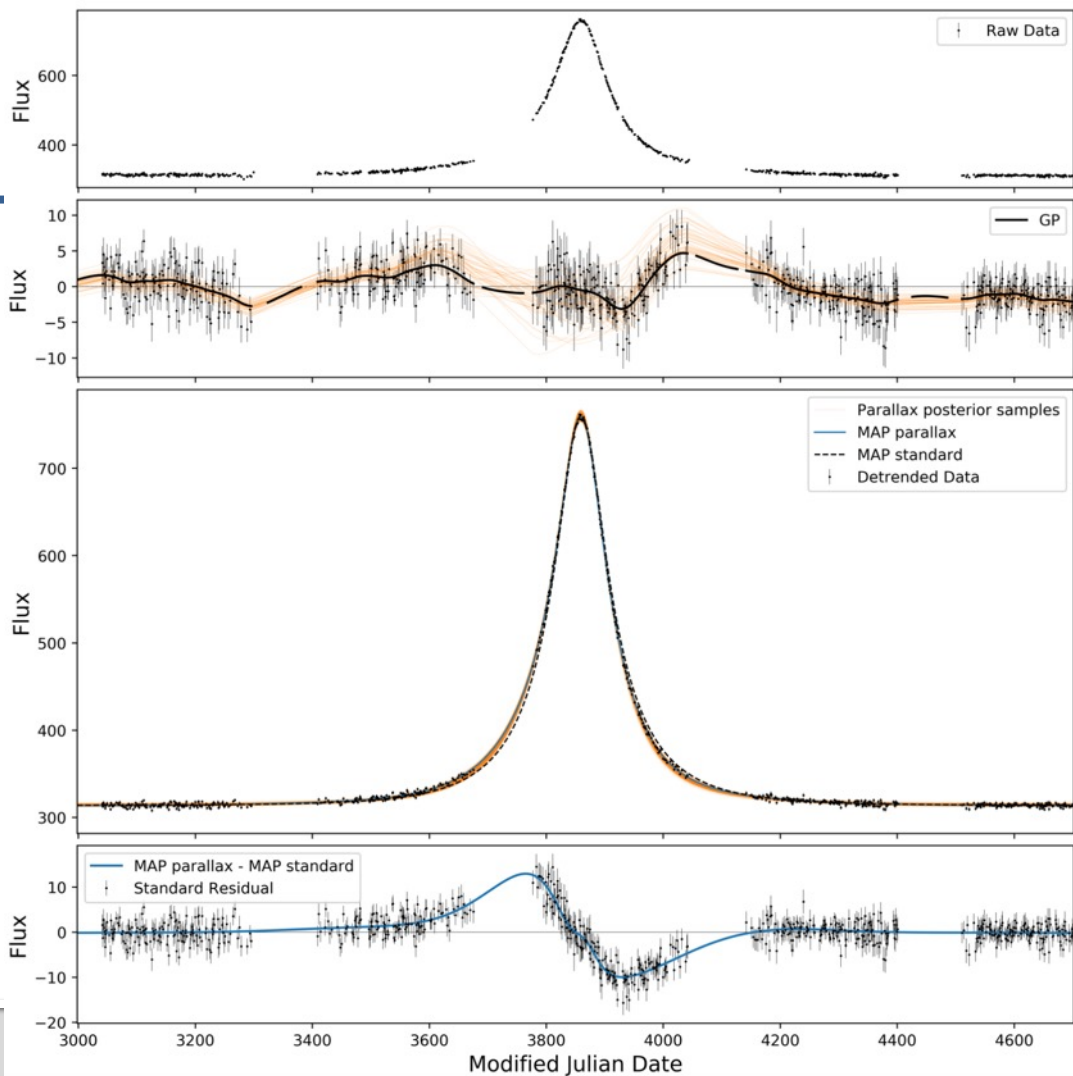 Raw Data
600
400
Flux
GP
10
5
0
−5
−10
Flux
Parallax posterior samples
MAP parallax
MAP standard
Detrended Data
700
600
500
400
300
Flux
MAP parallax - MAP standard
Standard Residual
10
0
−10
−20
Flux
3000 3200 3400 3600 3800 4000 4200 4400 4600
Modified Julian Date